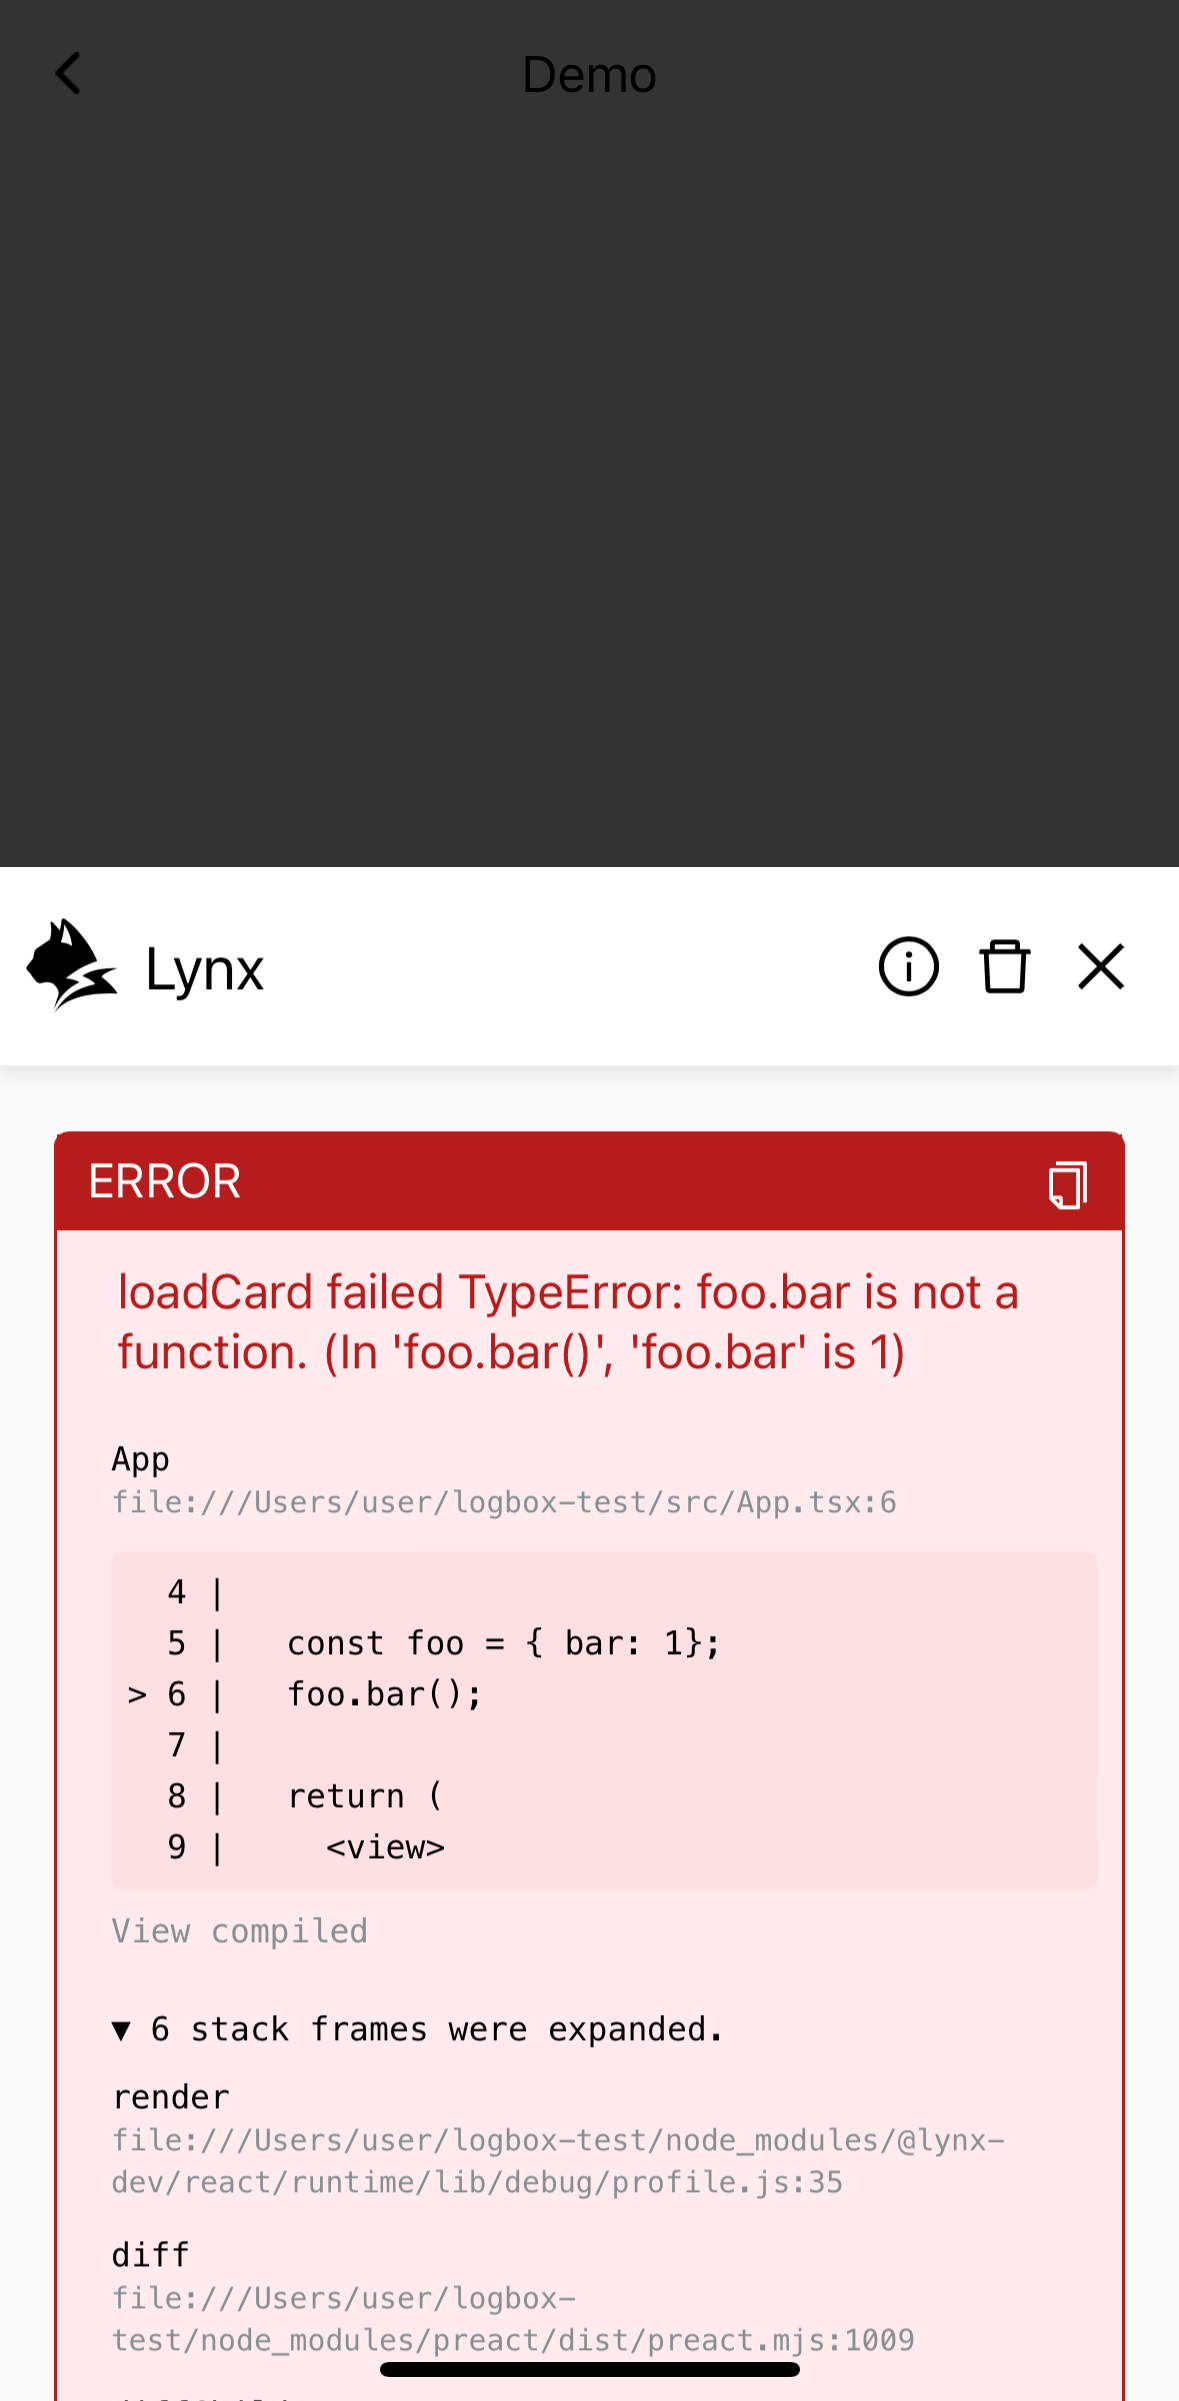 Demo
Lynx
ERROR
loadCard failed TypeError: foo.bar is not a
function. (In 'foo.bar()', 'foo.bar' is 1)
App
file:///Users/user/logbox-test/src/App.tsx:6
4 |
5 |   const foo = { bar: 1};
> 6 |   foo.bar();
7 |
8 |   return (
9 |     <view>
View compiled
▼ 6 stack frames were expanded.
render
file:///Users/user/logbox-test/node_modules/@lynx-
dev/react/runtime/lib/debug/profile.js:35
diff
file:///Users/user/logbox-
test/node_modules/preact/dist/preact.mjs:1009